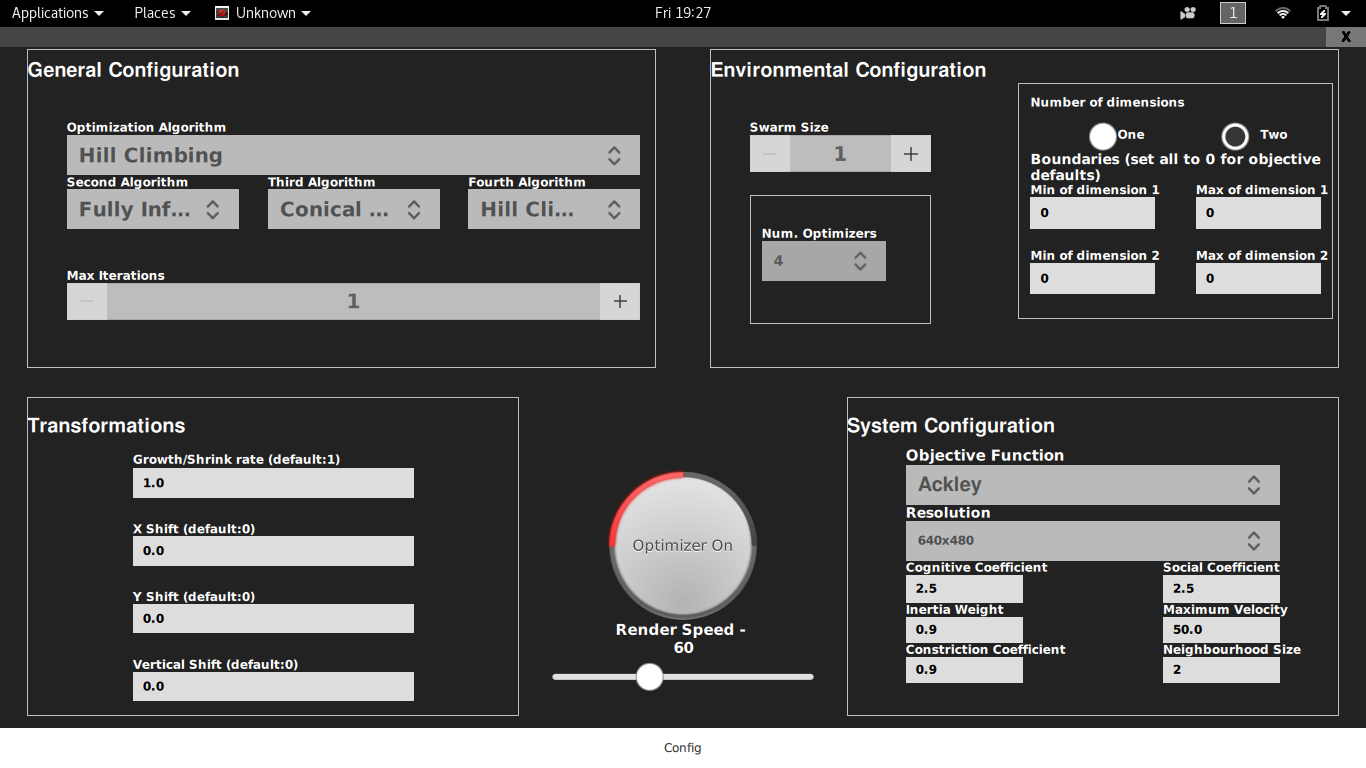 Applications Places Unknown Fri 19:27 1
x
General Configuration
Optimization Algorithm
Hill Climbing
Second Algorithm Third Algorithm Fourth Algorithm
Fully Inf... Conical ... Hill Cli...
Max Iterations
− 1 +
Environmental Configuration
Swarm Size
− 1 +
Num. Optimizers
4
Number of dimensions
One Two
Boundaries (set all to 0 for objective
defaults)
Min of dimension 1 Max of dimension 1
0 0
Min of dimension 2 Max of dimension 2
0 0
Transformations
Growth/Shrink rate (default:1)
1.0
X Shift (default:0)
0.0
Y Shift (default:0)
0.0
Vertical Shift (default:0)
0.0
Optimizer On
Render Speed -
60
System Configuration
Objective Function
Ackley
Resolution
640x480
Cognitive Coefficient Social Coefficient
2.5 2.5
Inertia Weight Maximum Velocity
0.9 50.0
Constriction Coefficient Neighbourhood Size
0.9 2
Config